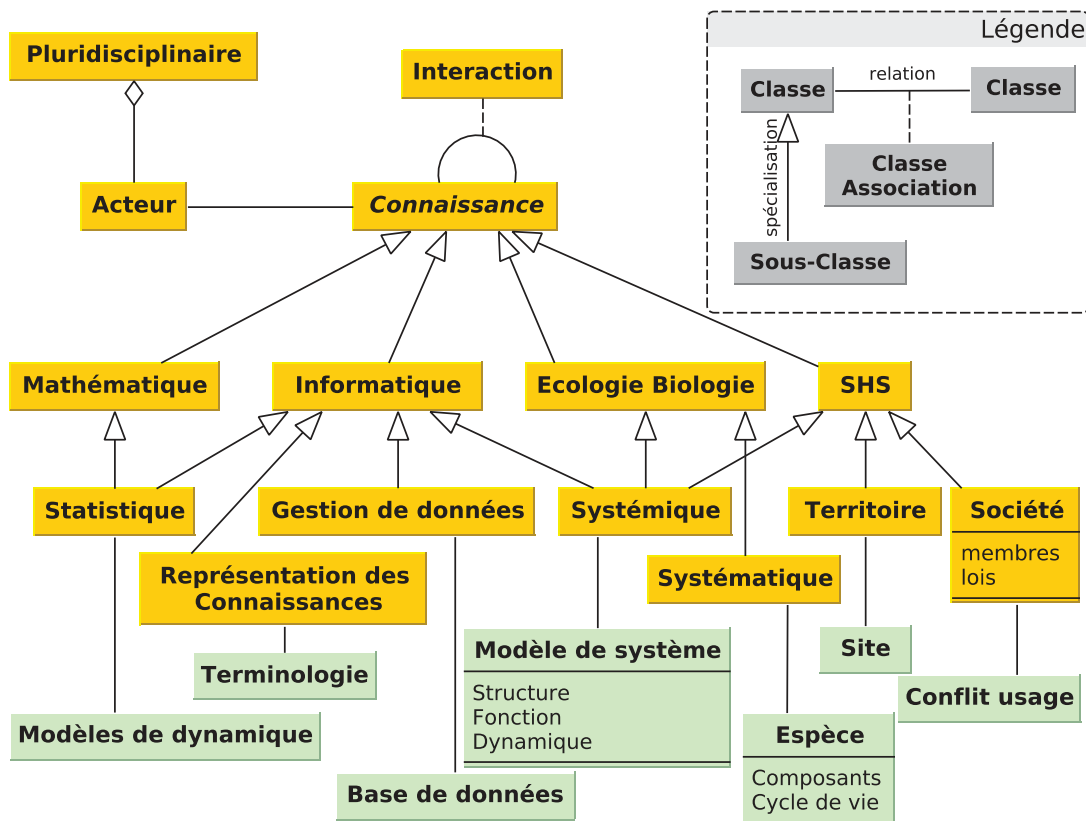 Légende
Pluridisciplinaire
Interaction
relation
Classe
Classe
spécialisation
Classe
Association
Sous-Classe
Acteur
Connaissance
Mathématique
Informatique
Ecologie Biologie
SHS
Statistique
Gestion de données
Systémique
Territoire
Société
membres
lois
Représentation des
Connaissances
Systématique
Terminologie
Modèle de système
Structure
Fonction
Dynamique
Site
Conflit usage
Modèles de dynamique
Espèce
Composants
Cycle de vie
Base de données